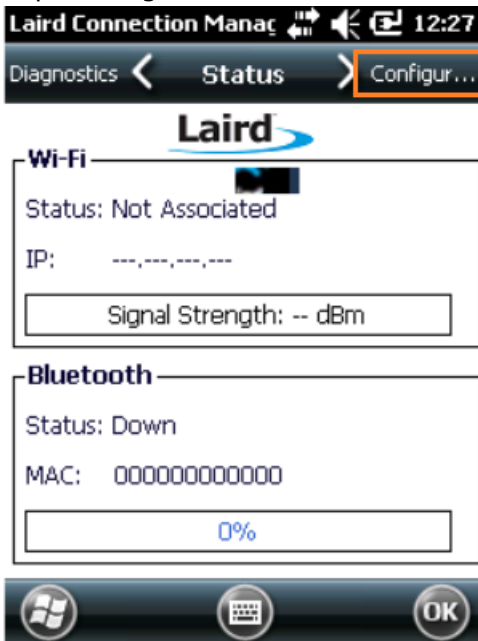 Laird Connection Manag 12:27
Diagnostics Status Configur...
Laird
Wi-Fi
Status: Not Associated
IP: ---.---.---.---
Signal Strength: -- dBm
Bluetooth
Status: Down
MAC: 000000000000
0%
OK